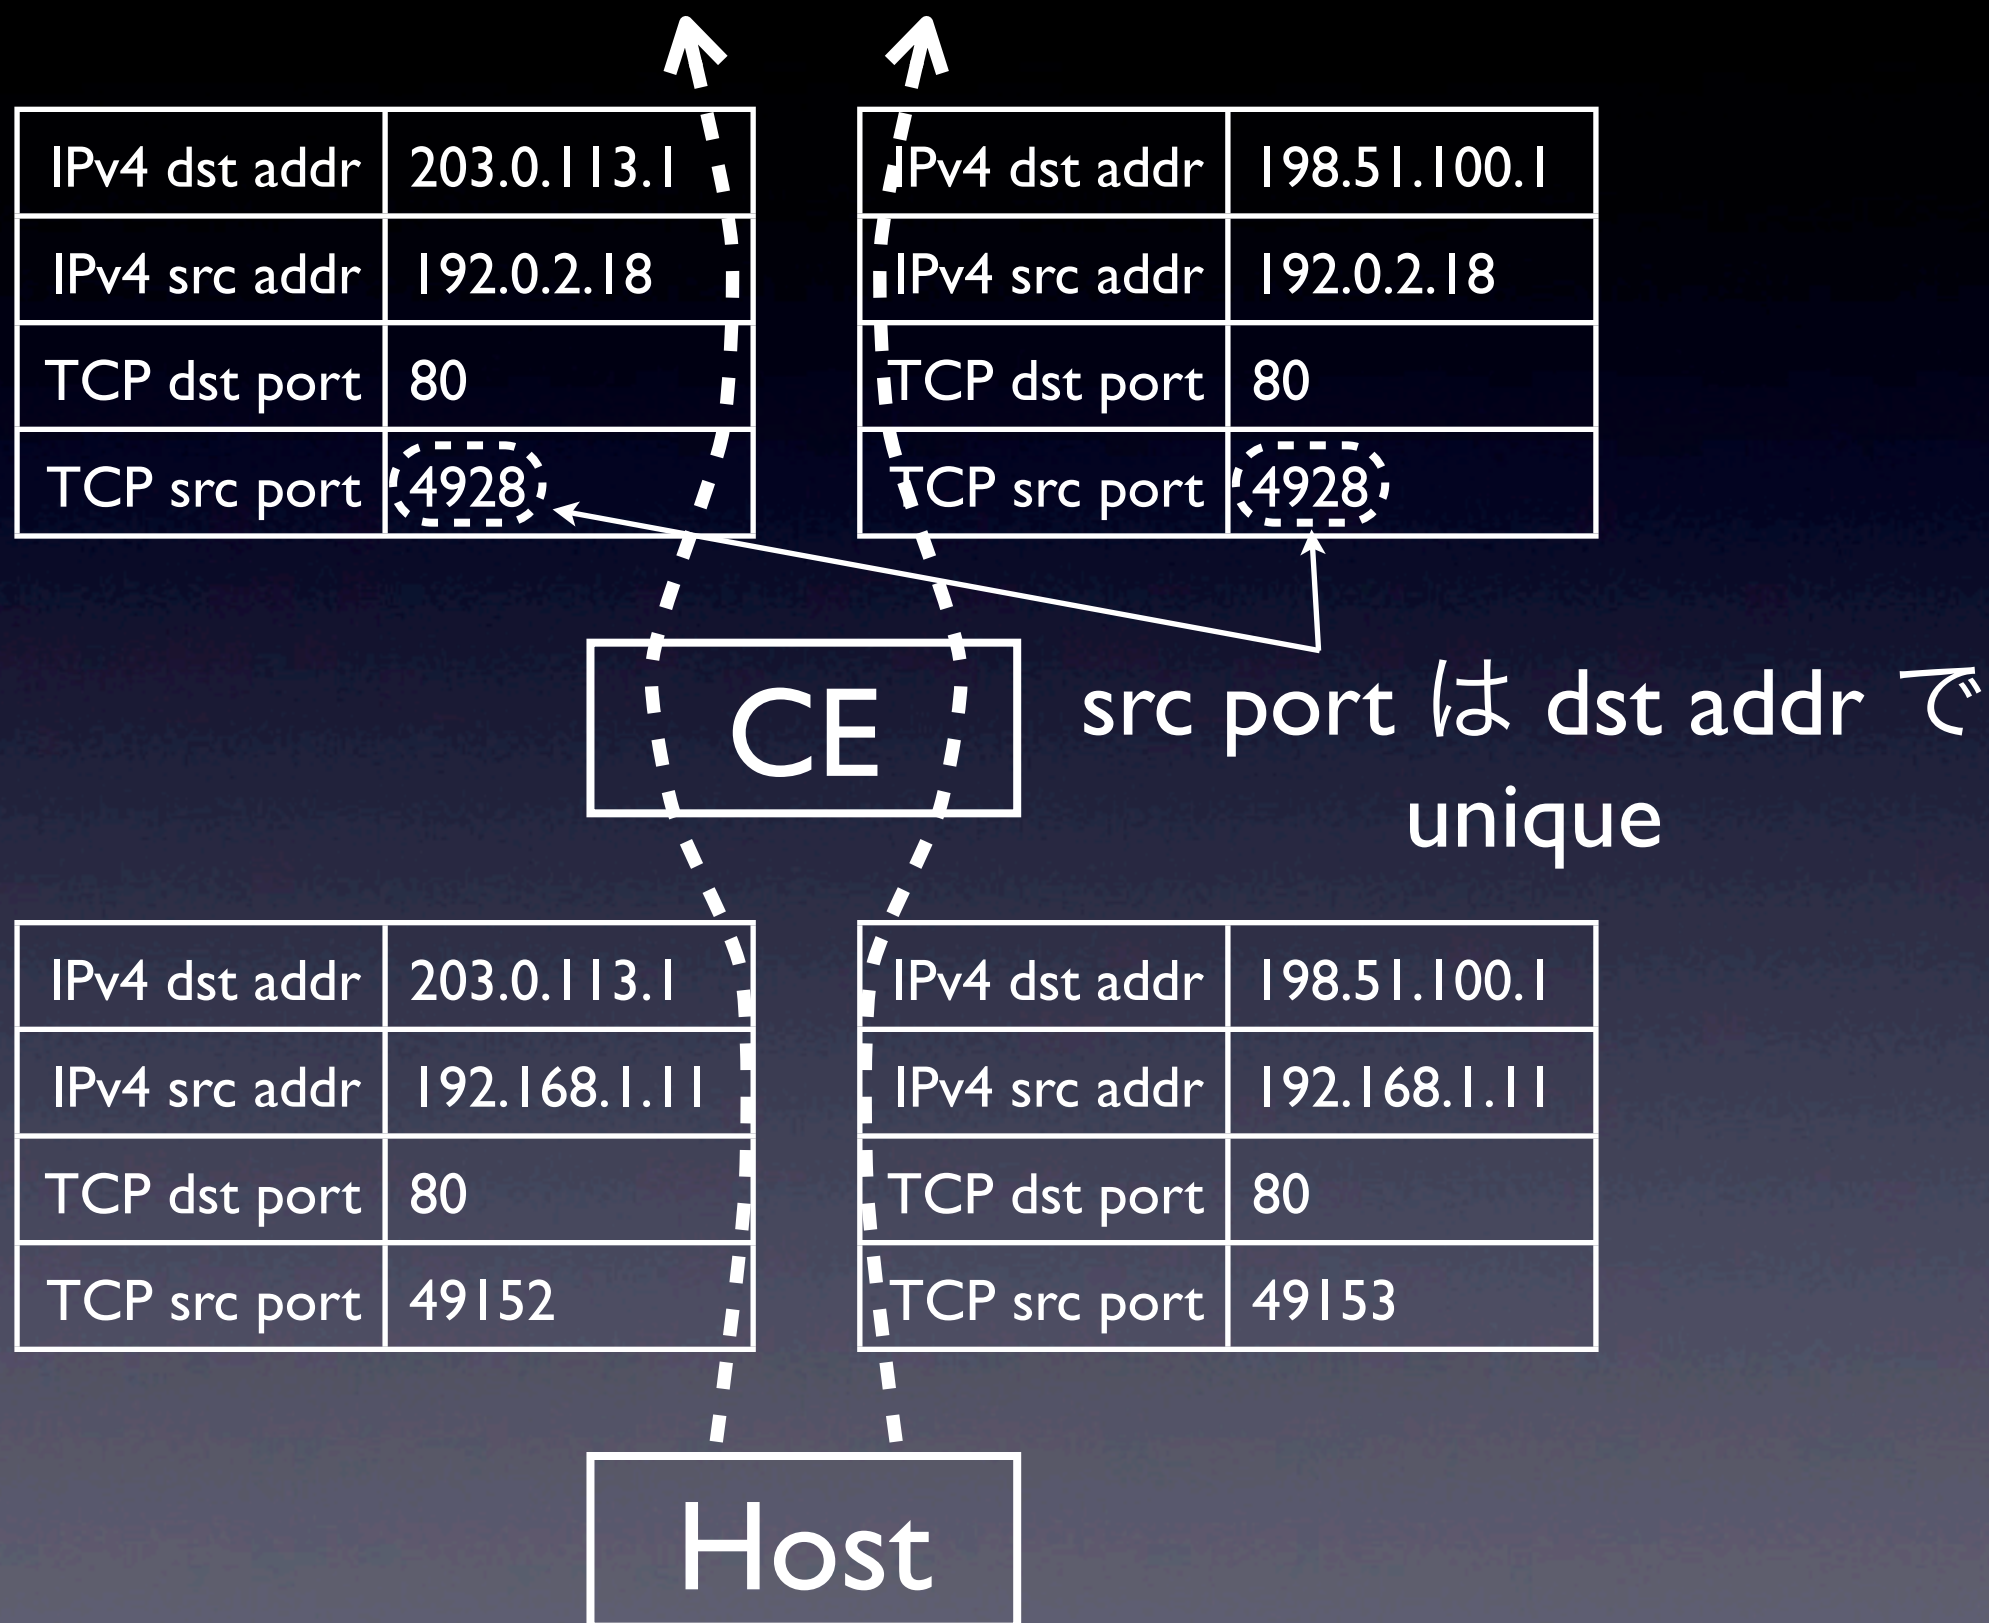 IPv4 dst addr 203.0.113.1
IPv4 src addr 192.0.2.18
TCP dst port 80
TCP src port 4928
IPv4 dst addr 198.51.100.1
IPv4 src addr 192.0.2.18
TCP dst port 80
TCP src port 4928
CE
src port は dst addr で
unique
IPv4 dst addr 203.0.113.1
IPv4 src addr 192.168.1.11
TCP dst port 80
TCP src port 49152
IPv4 dst addr 198.51.100.1
IPv4 src addr 192.168.1.11
TCP dst port 80
TCP src port 49153
Host